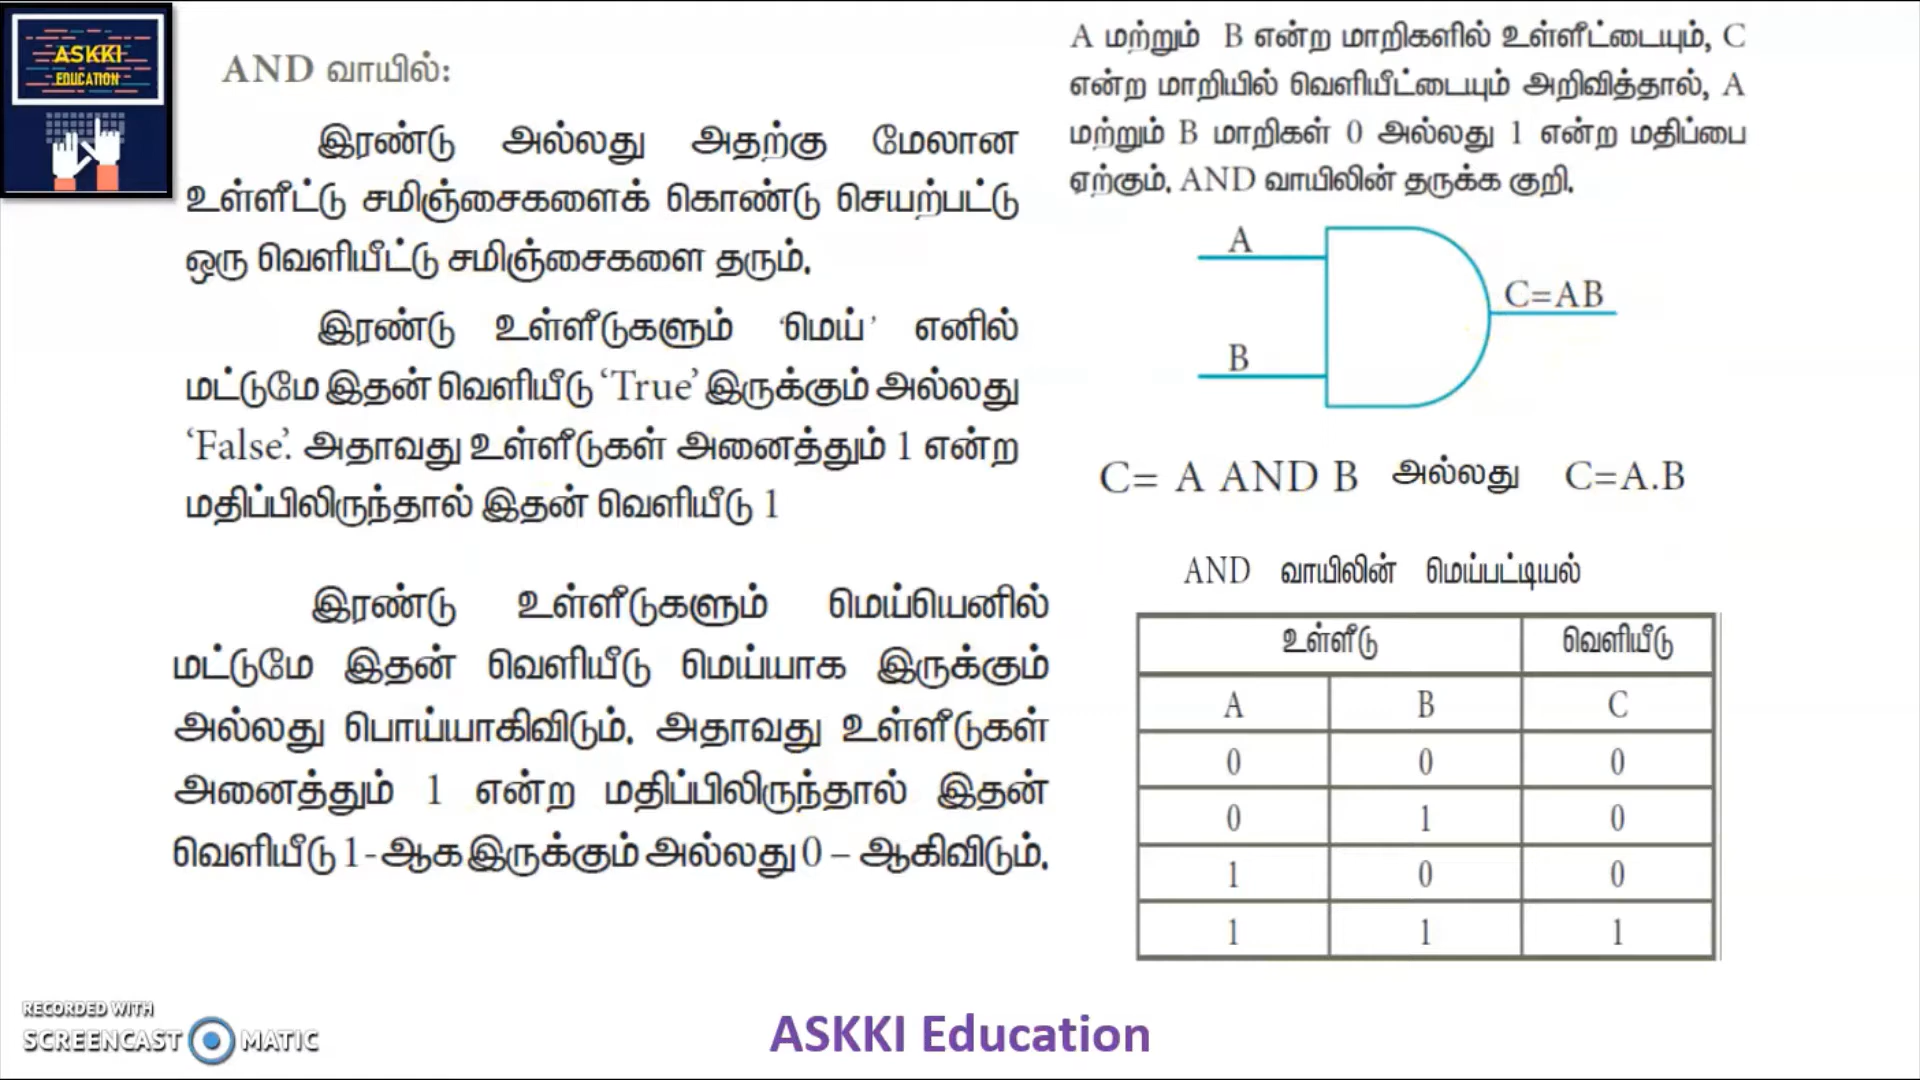 ASKKI
EDUCATION
AND வாயில்:
இரண்டு அல்லது அதற்கு மேலான
உள்ளீட்டு சமிஞ்சைகளைக் கொண்டு செயற்பட்டு
ஒரு வெளியீட்டு சமிஞ்சைகளை தரும்.
இரண்டு உள்ளீடுகளும் ‘மெய்’ எனில்
மட்டுமே இதன் வெளியீடு ‘True’ இருக்கும் அல்லது
‘False’. அதாவது உள்ளீடுகள் அனைத்தும் 1 என்ற
மதிப்பிலிருந்தால் இதன் வெளியீடு 1
இரண்டு உள்ளீடுகளும் மெய்யெனில்
மட்டுமே இதன் வெளியீடு மெய்யாக இருக்கும்
அல்லது பொய்யாகிவிடும். அதாவது உள்ளீடுகள்
அனைத்தும் 1 என்ற மதிப்பிலிருந்தால் இதன்
வெளியீடு 1-ஆக இருக்கும் அல்லது 0 – ஆகிவிடும்.
A மற்றும் B என்ற மாறிகளில் உள்ளீட்டையும், C
என்ற மாறியில் வெளியீட்டையும் அறிவித்தால், A
மற்றும் B மாறிகள் 0 அல்லது 1 என்ற மதிப்பை
ஏற்கும். AND வாயிலின் தருக்க குறி.
A
C=AB
B
C= A AND B அல்லது C=A.B
AND வாயிலின் மெய்பட்டியல்
உள்ளீடு வெளியீடு
A B C
0 0 0
0 1 0
1 0 0
1 1 1
RECORDED WITH
SCREENCAST MATIC
ASKKI Education